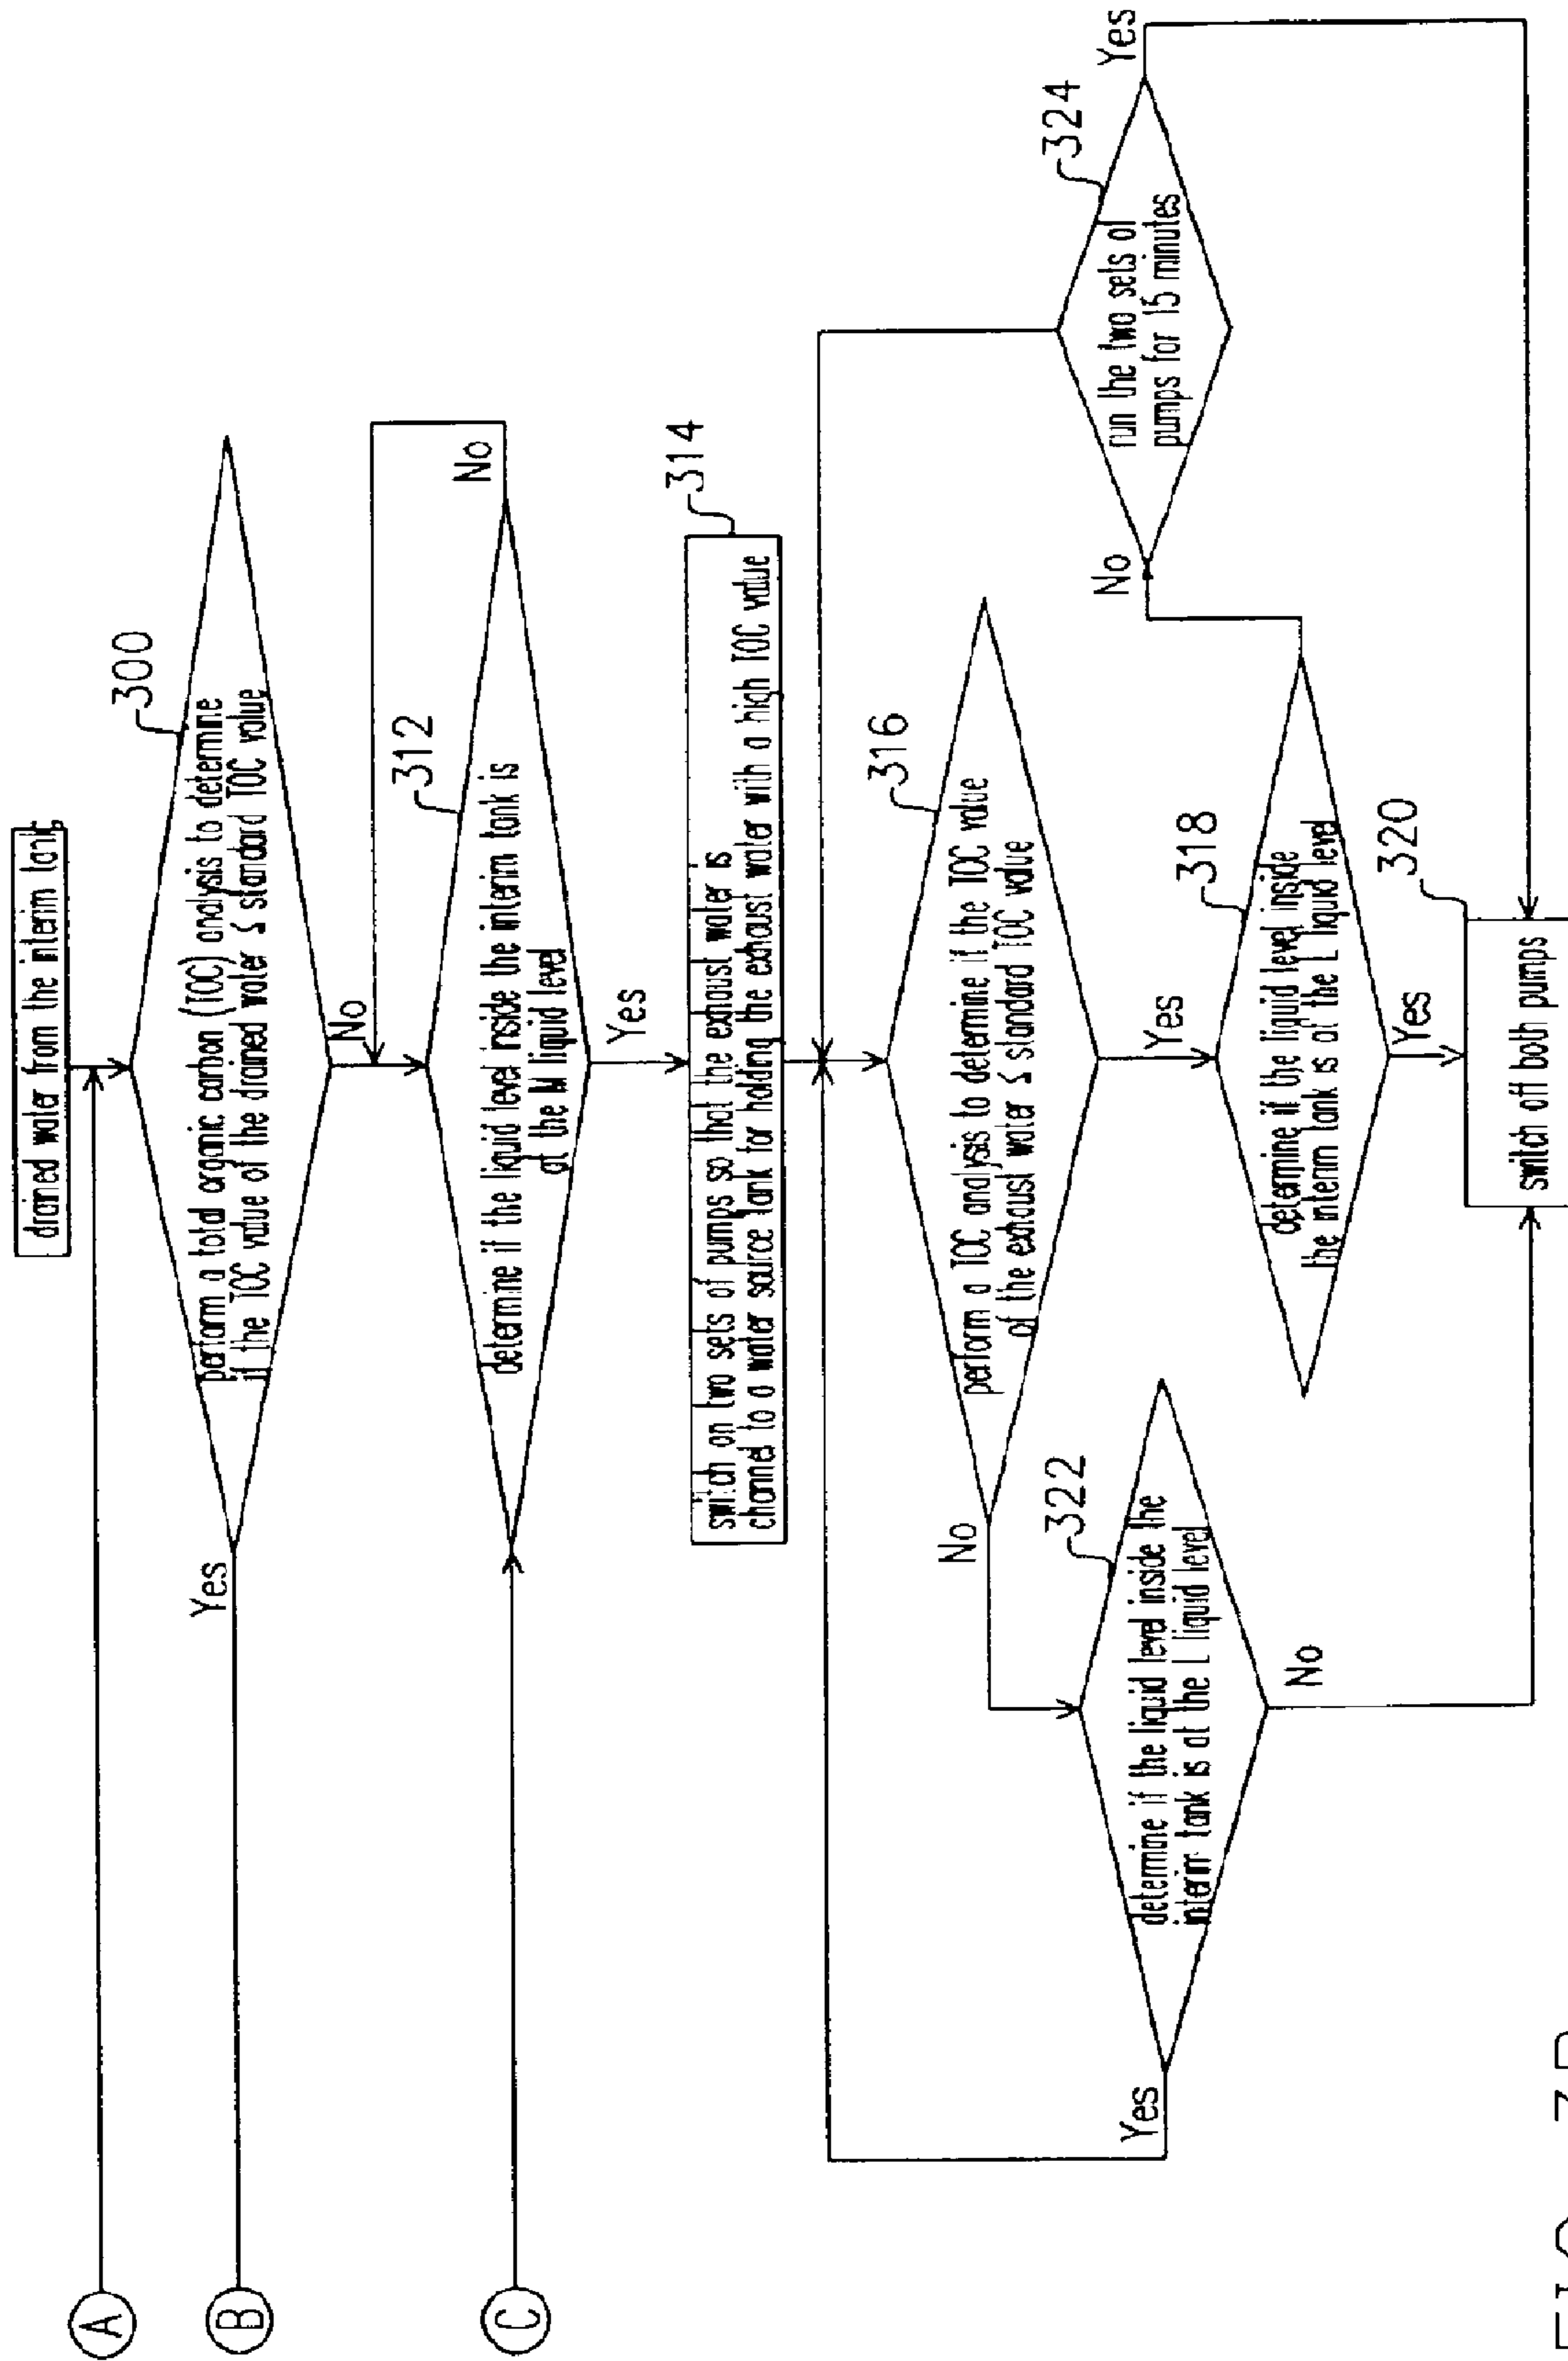 drained water from the interim tank
A
300
perform a total organic carbon (TOC) analysis to determine
if the TOC value of the drained water ≤ standard TOC value
Yes
B
No
312
determine if the liquid level inside the interim tank is
at the M liquid level
No
C
Yes
314
switch on two sets of pumps so that the exhaust water is
channel to a water source tank for holding the exhaust water with a high TOC value
316
perform a TOC analysis to determine if the TOC value
of the exhaust water ≤ standard TOC value
No
Yes
322
determine if the liquid level inside the
interim tank is at the L liquid level
Yes
No
318
determine if the liquid level inside
the interim tank is at the L liquid level
No
Yes
324
run the two sets of
pumps for 15 minutes
Yes
320
switch off both pumps